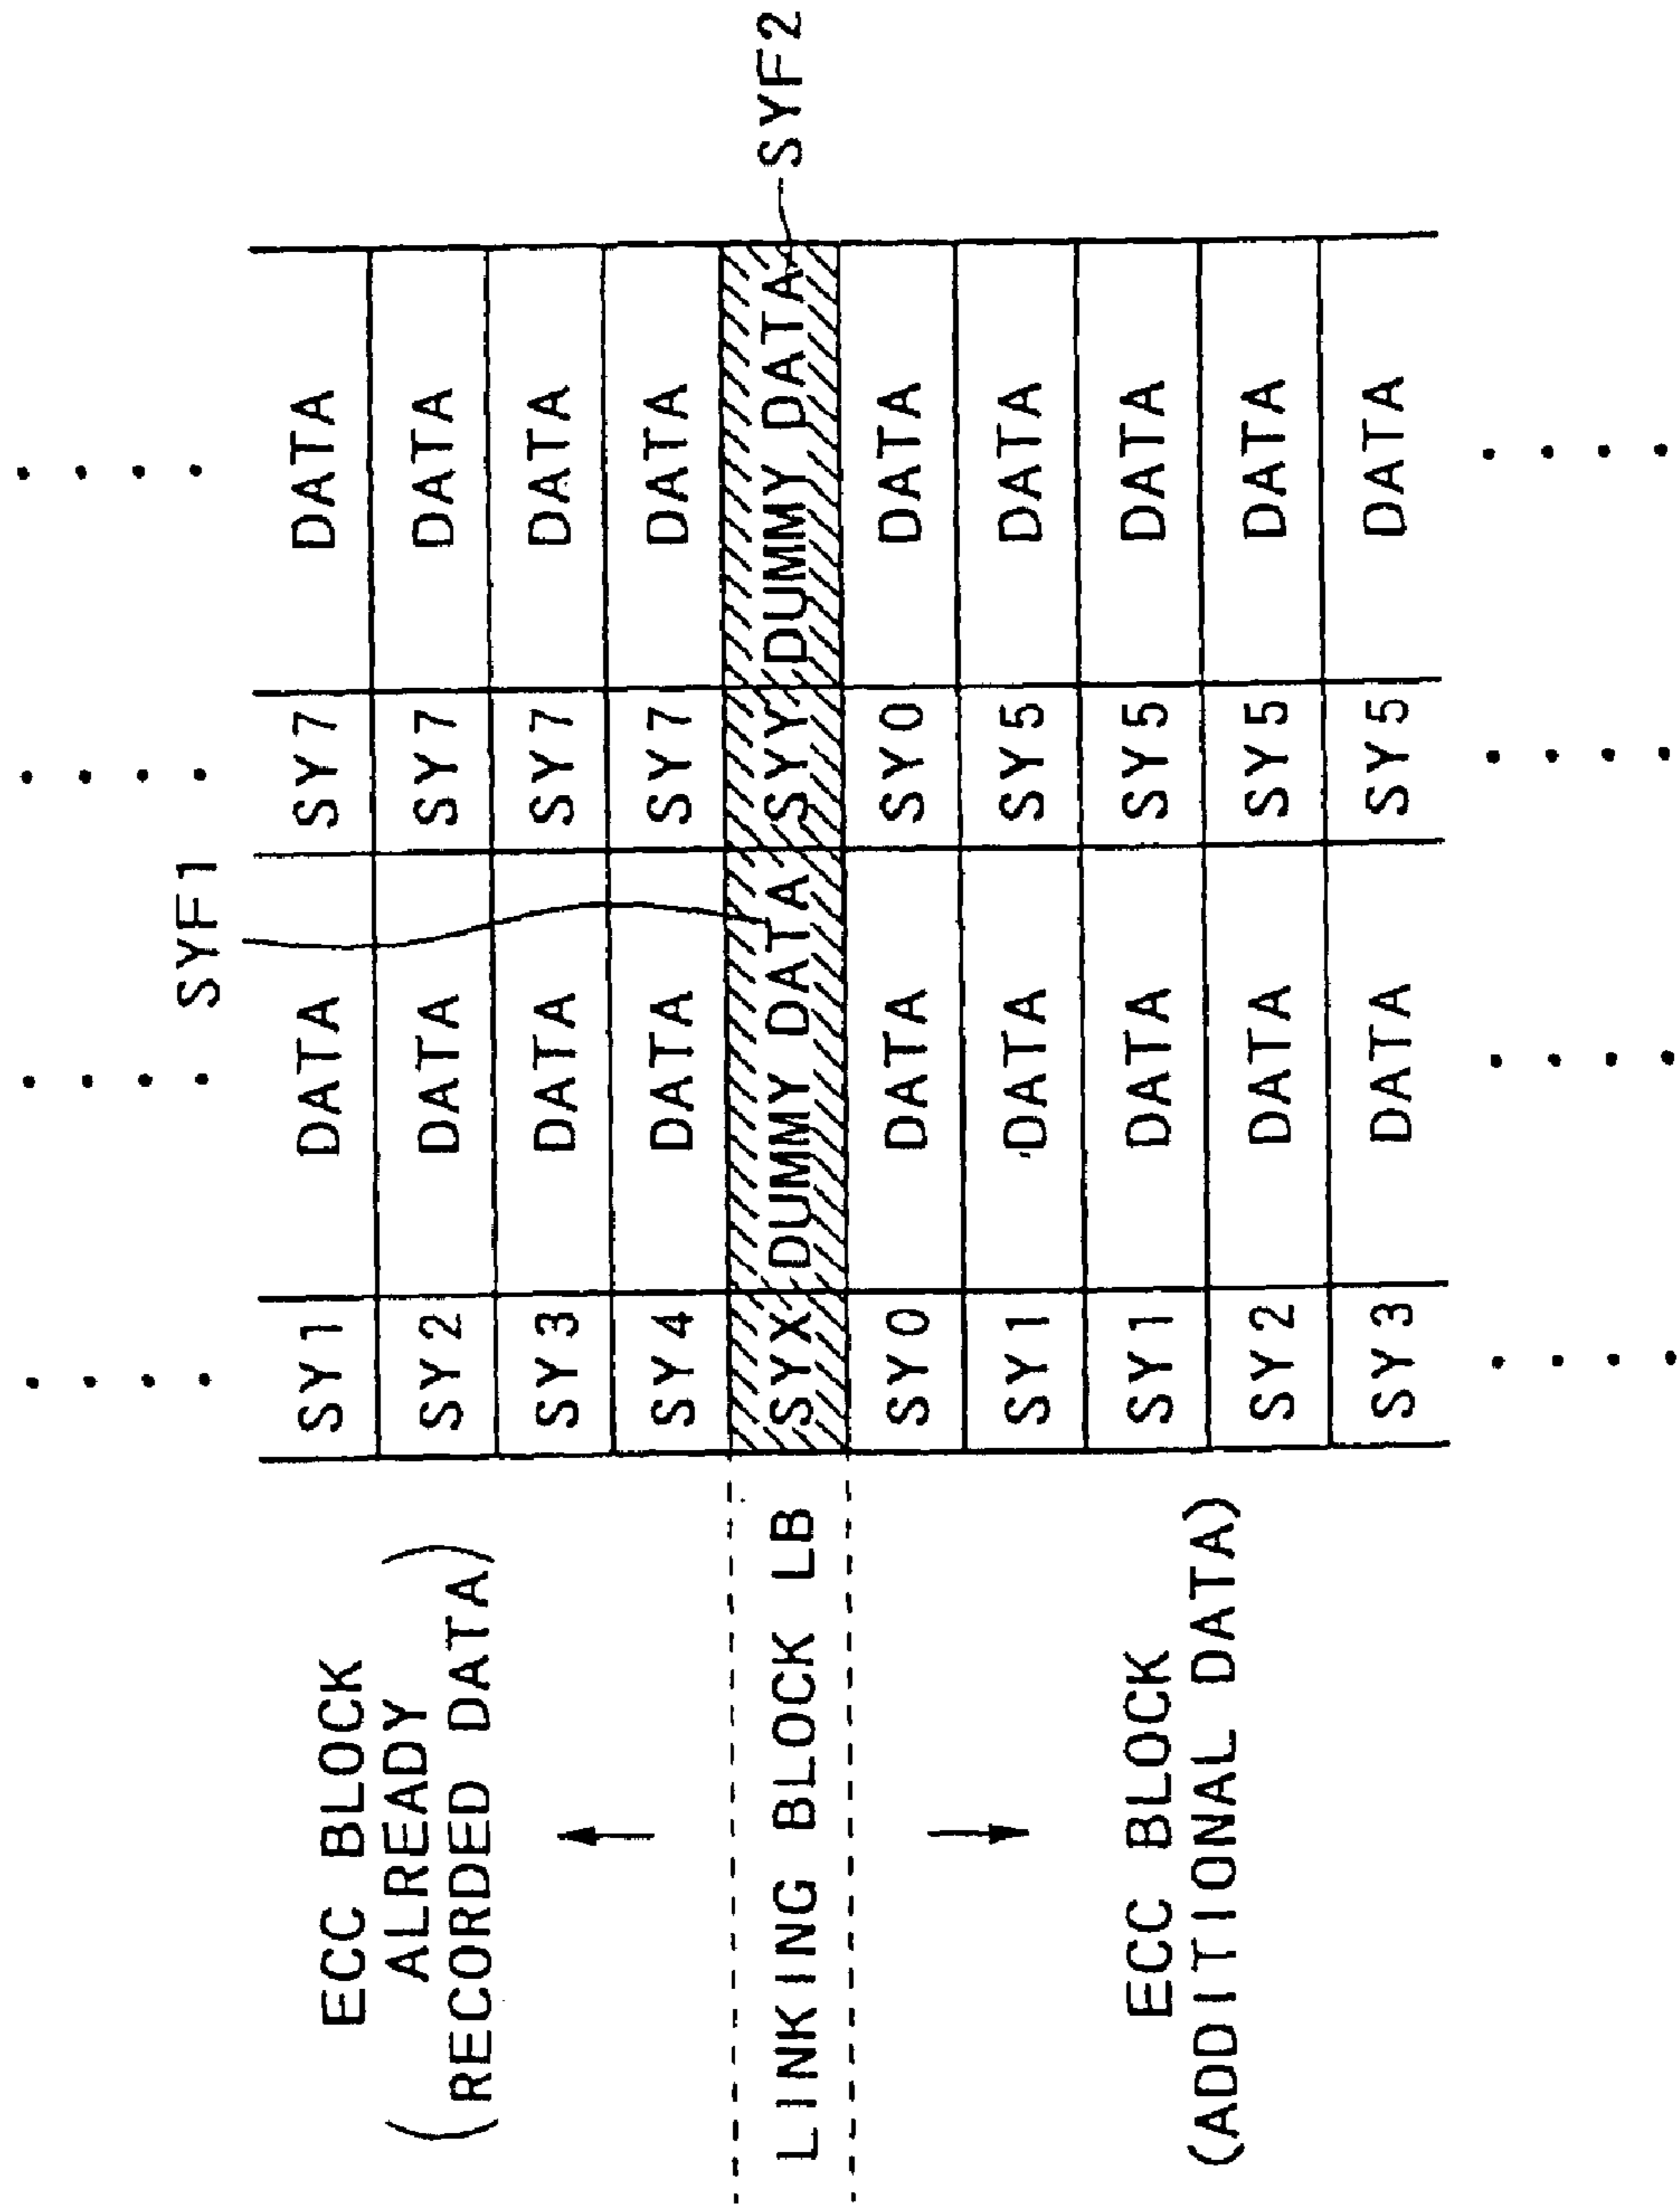 SYF1
ECC BLOCK
ALREADY
(RECORDED DATA)
SY1 DATA SY7 DATA
SY2 DATA SY7 DATA
SY3 DATA SY7 DATA
SY4 DATA SY7 DATA
LINKING BLOCK LB
SYX DUMMY DATA SYY DUMMY DATA
SYF2
ECC BLOCK
(ADDITIONAL DATA)
SY0 DATA SY0 DATA
SY1 DATA SY5 DATA
SY1 DATA SY5 DATA
SY2 DATA SY5 DATA
SY3 DATA SY5 DATA